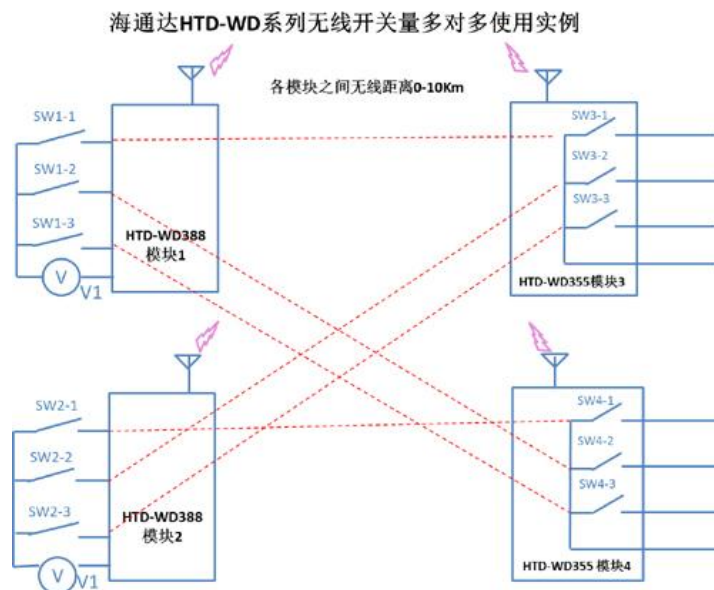 海通达HTD-WD系列无线开关量多对多使用实例
各模块之间无线距离0-10Km
SW1-1
SW1-2
SW1-3
V
V1
HTD-WD388
模块1
SW3-1
SW3-2
SW3-3
HTD-WD355模块3
SW2-1
SW2-2
SW2-3
V
V1
HTD-WD388
模块2
SW4-1
SW4-2
SW4-3
HTD-WD355 模块4